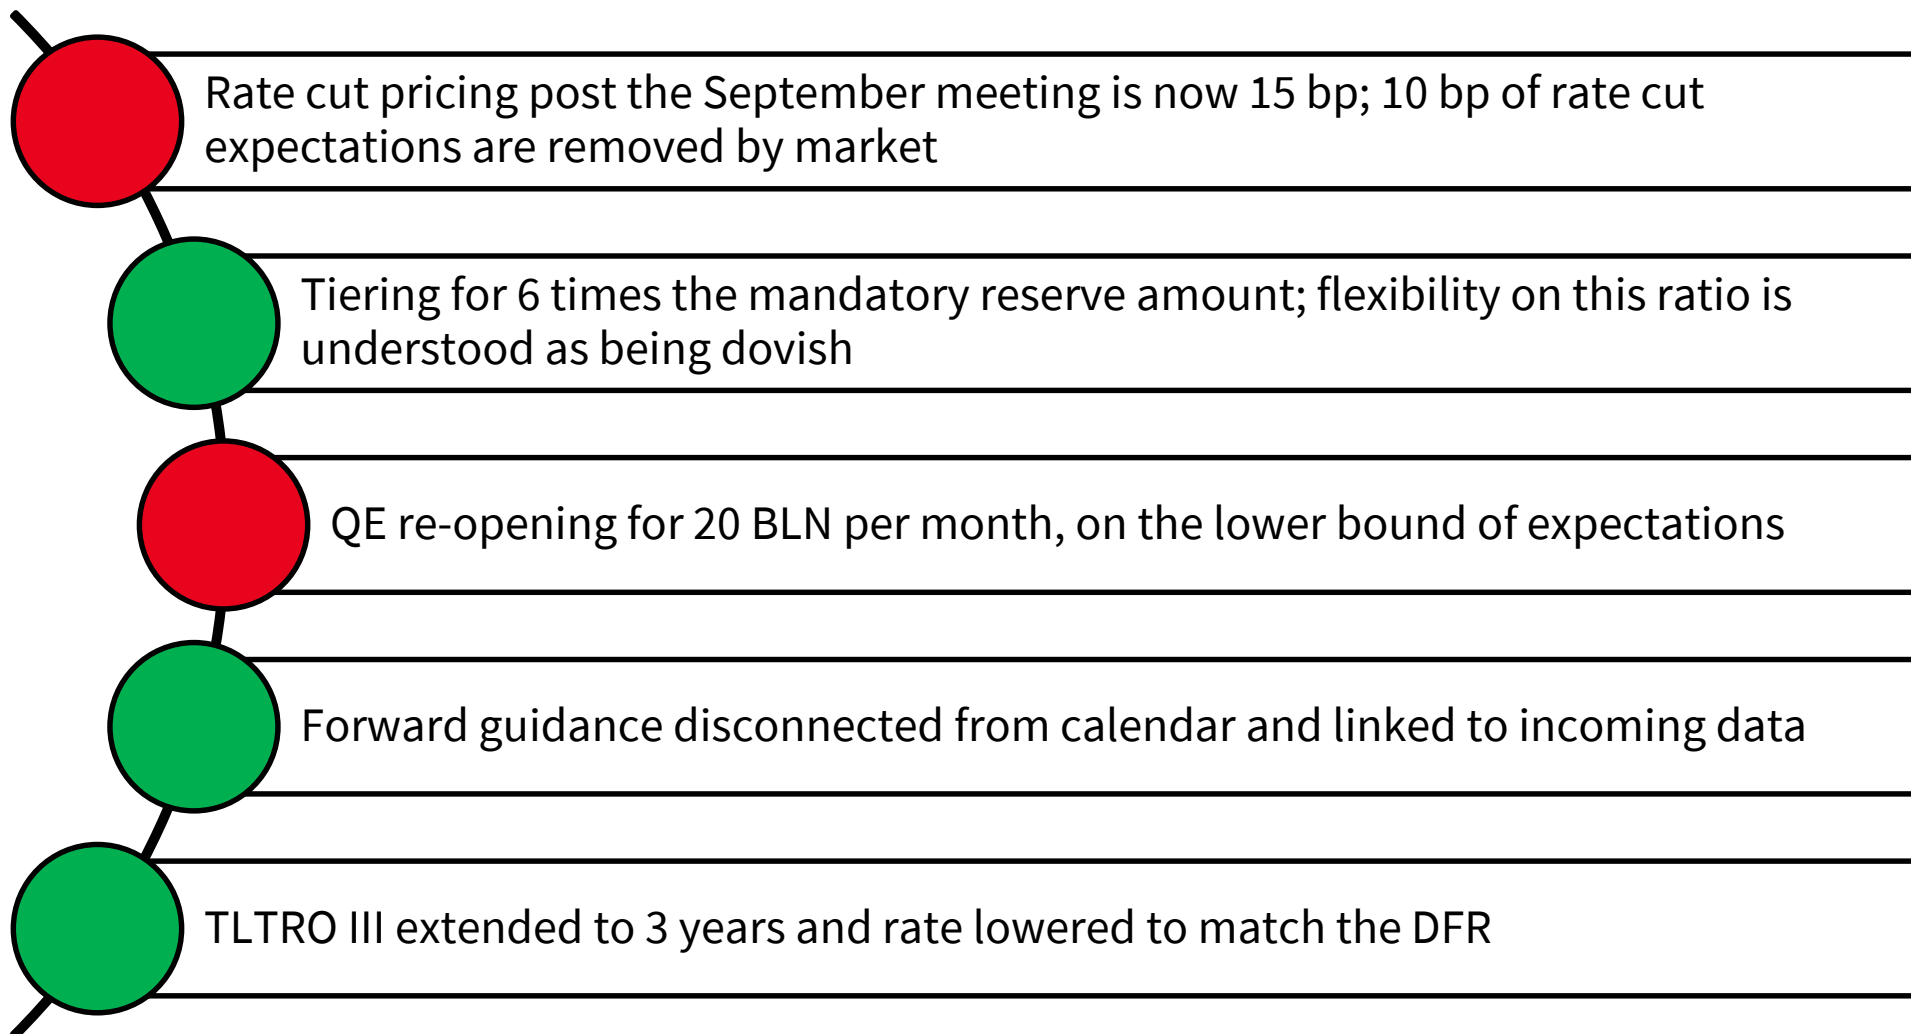 Rate cut pricing post the September meeting is now 15 bp; 10 bp of rate cut
expectations are removed by market
Tiering for 6 times the mandatory reserve amount; flexibility on this ratio is
understood as being dovish
QE re-opening for 20 BLN per month, on the lower bound of expectations
Forward guidance disconnected from calendar and linked to incoming data
TLTRO III extended to 3 years and rate lowered to match the DFR